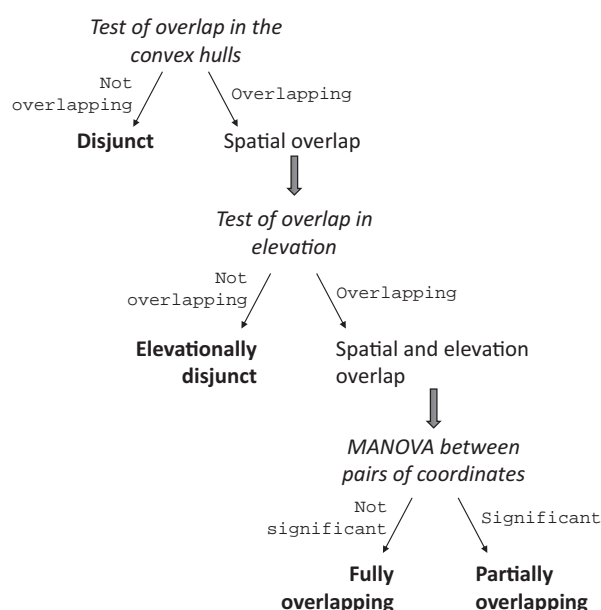 Test of overlap in the
convex hulls
Not
overlapping
Overlapping
Disjunct
Spatial overlap
Test of overlap in
elevation
Not
overlapping
Overlapping
Elevationally
disjunct
Spatial and elevation
overlap
MANOVA between
pairs of coordinates
Not
significant
Significant
Fully
overlapping
Partially
overlapping